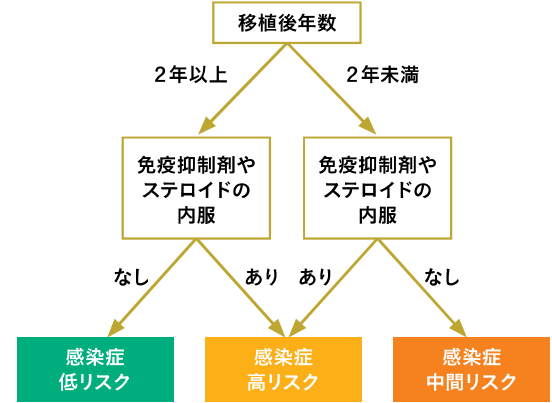 移植後年数
2年以上
2年未満
免疫抑制剤や
ステロイドの
内服
免疫抑制剤や
ステロイドの
内服
なし
あり
あり
なし
感染症
低リスク
感染症
高リスク
感染症
中間リスク